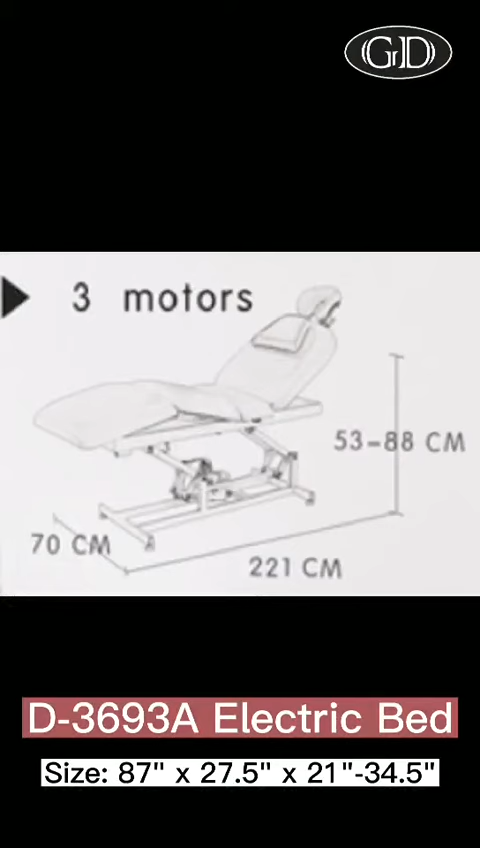 GrD
3 motors
53-88 CM
70 CM
221 CM
D-3693A Electric Bed
Size: 87" x 27.5" x 21"-34.5"